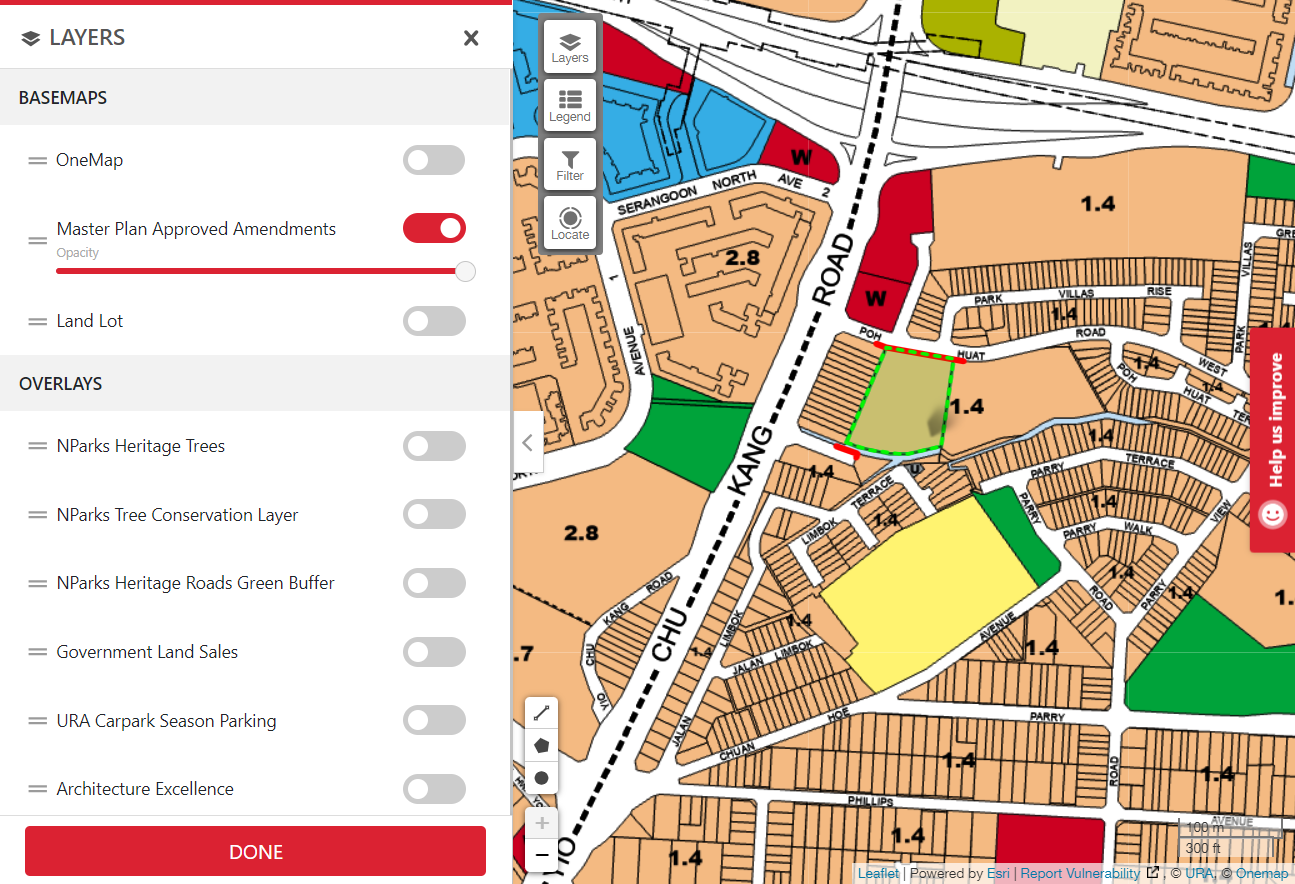 LAYERS
BASEMAPS
OneMap
Master Plan Approved Amendments
Opacity
Land Lot
OVERLAYS
NParks Heritage Trees
NParks Tree Conservation Layer
NParks Heritage Roads Green Buffer
Government Land Sales
URA Carpark Season Parking
Architecture Excellence
DONE
Layers
Legend
Filter
Locate
Help us improve
W
SERANGOON NORTH AVE 2
1.4
2.8
ROAD
W
PARK VILLAS RISE
1.4
VILLAS
PARK
AVENUE
1
POH HUAT ROAD
WEST
1.4
1.4
POH HUAT TER
1.4
1.4
KANG
1.4
U
PARRY TERRACE
LIMBOK TERRACE
1.4
1.4
PARRY
PARRY WALK
VIEW
2.8
1.4
PARRY
1.4
ROAD
KANG ROAD
CHU
YIO
CHU
LIMBOK
1.4
1.4
JALAN LIMBOK
JALAN
AVENUE
1.4
.7
1.
CHUAN HOE
PARRY
1.4
ROAD
1.4
PHILLIPS
AVENUE
1.4
1.4
100 m
300 ft
Leaflet | Powered by Esri | Report Vulnerability , © URA, © Onemap